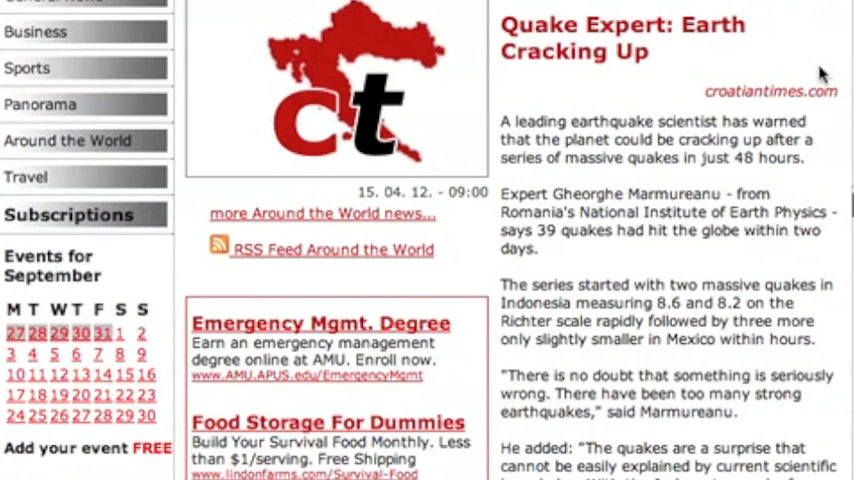 Business
Sports
Panorama
Around the World
Travel
Subscriptions
Events for
September
M T W T F S S
27 28 29 30 31 1 2
3 4 5 6 7 8 9
10 11 12 13 14 15 16
17 18 19 20 21 22 23
24 25 26 27 28 29 30
Add your event FREE
ct
15. 04. 12. - 09:00
more Around the World news...
RSS Feed Around the World
Emergency Mgmt. Degree
Earn an emergency management
degree online at AMU. Enroll now.
www.AMU.APUS.edu/EmergencyMgmt
Food Storage For Dummies
Build Your Survival Food Monthly. Less
than $1/serving. Free Shipping
www.lindonfarms.com/Survival-Food
Quake Expert: Earth
Cracking Up
croatiantimes.com
A leading earthquake scientist has warned
that the planet could be cracking up after a
series of massive quakes in just 48 hours.
Expert Gheorghe Marmureanu - from
Romania's National Institute of Earth Physics -
says 39 quakes had hit the globe within two
days.
The series started with two massive quakes in
Indonesia measuring 8.6 and 8.2 on the
Richter scale rapidly followed by three more
only slightly smaller in Mexico within hours.
"There is no doubt that something is seriously
wrong. There have been too many strong
earthquakes," said Marmureanu.
He added: "The quakes are a surprise that
cannot be easily explained by current scientific